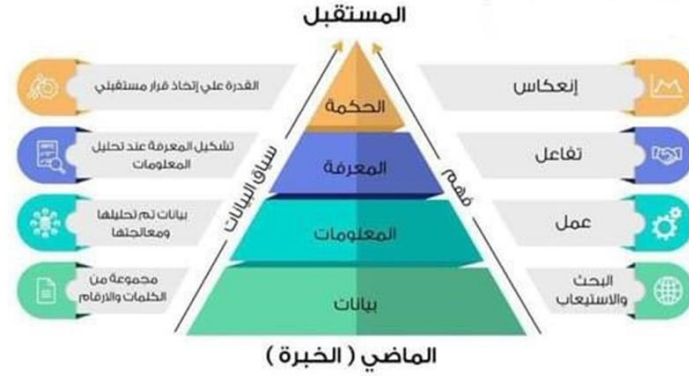 المستقبل
إنعكاس
الحكمة
القدرة علي إتخاذ قرار مستقبلي
تفاعل
المعرفة
تشكيل المعرفة عند تحليل
المعلومات
فهم
سياق البيانات
عمل
المعلومات
بيانات تم تحليلها
ومعالجتها
البحث
والاستيعاب
بيانات
مجموعة من
الكلمات والارقام
الماضي ( الخبرة )